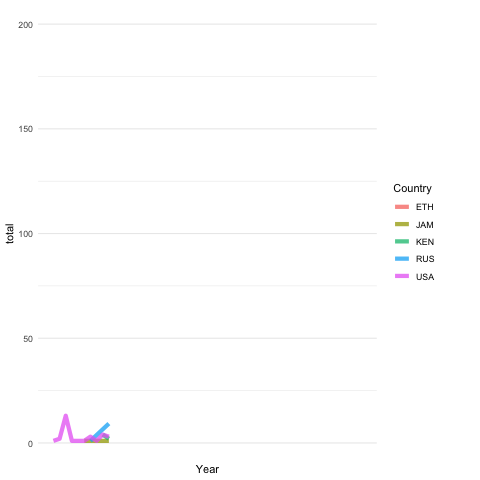 200
150
100
50
0
total
Year
Country
ETH
JAM
KEN
RUS
USA